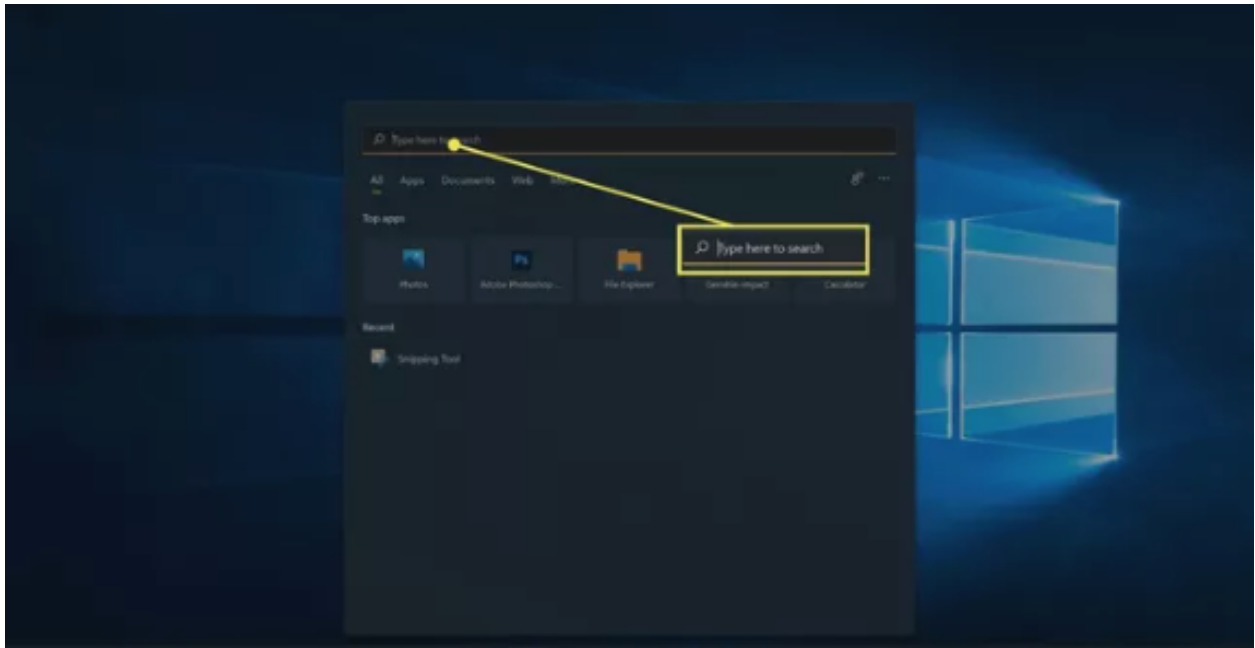 Type here to search
All Apps Documents Web More
Top apps
Type here to search
Photos Adobe Photoshop ... File Explorer Genshin Impact Calculator
Recent
Snipping Tool